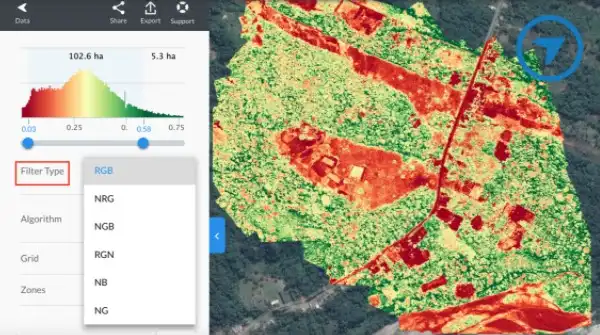 Data
Share
Export
Support
102.6 ha
5.3 ha
0.03
0.25
0.
0.58
0.75
Filter Type
RGB
NRG
NGB
Algorithm
RGN
Grid
NB
Zones
NG